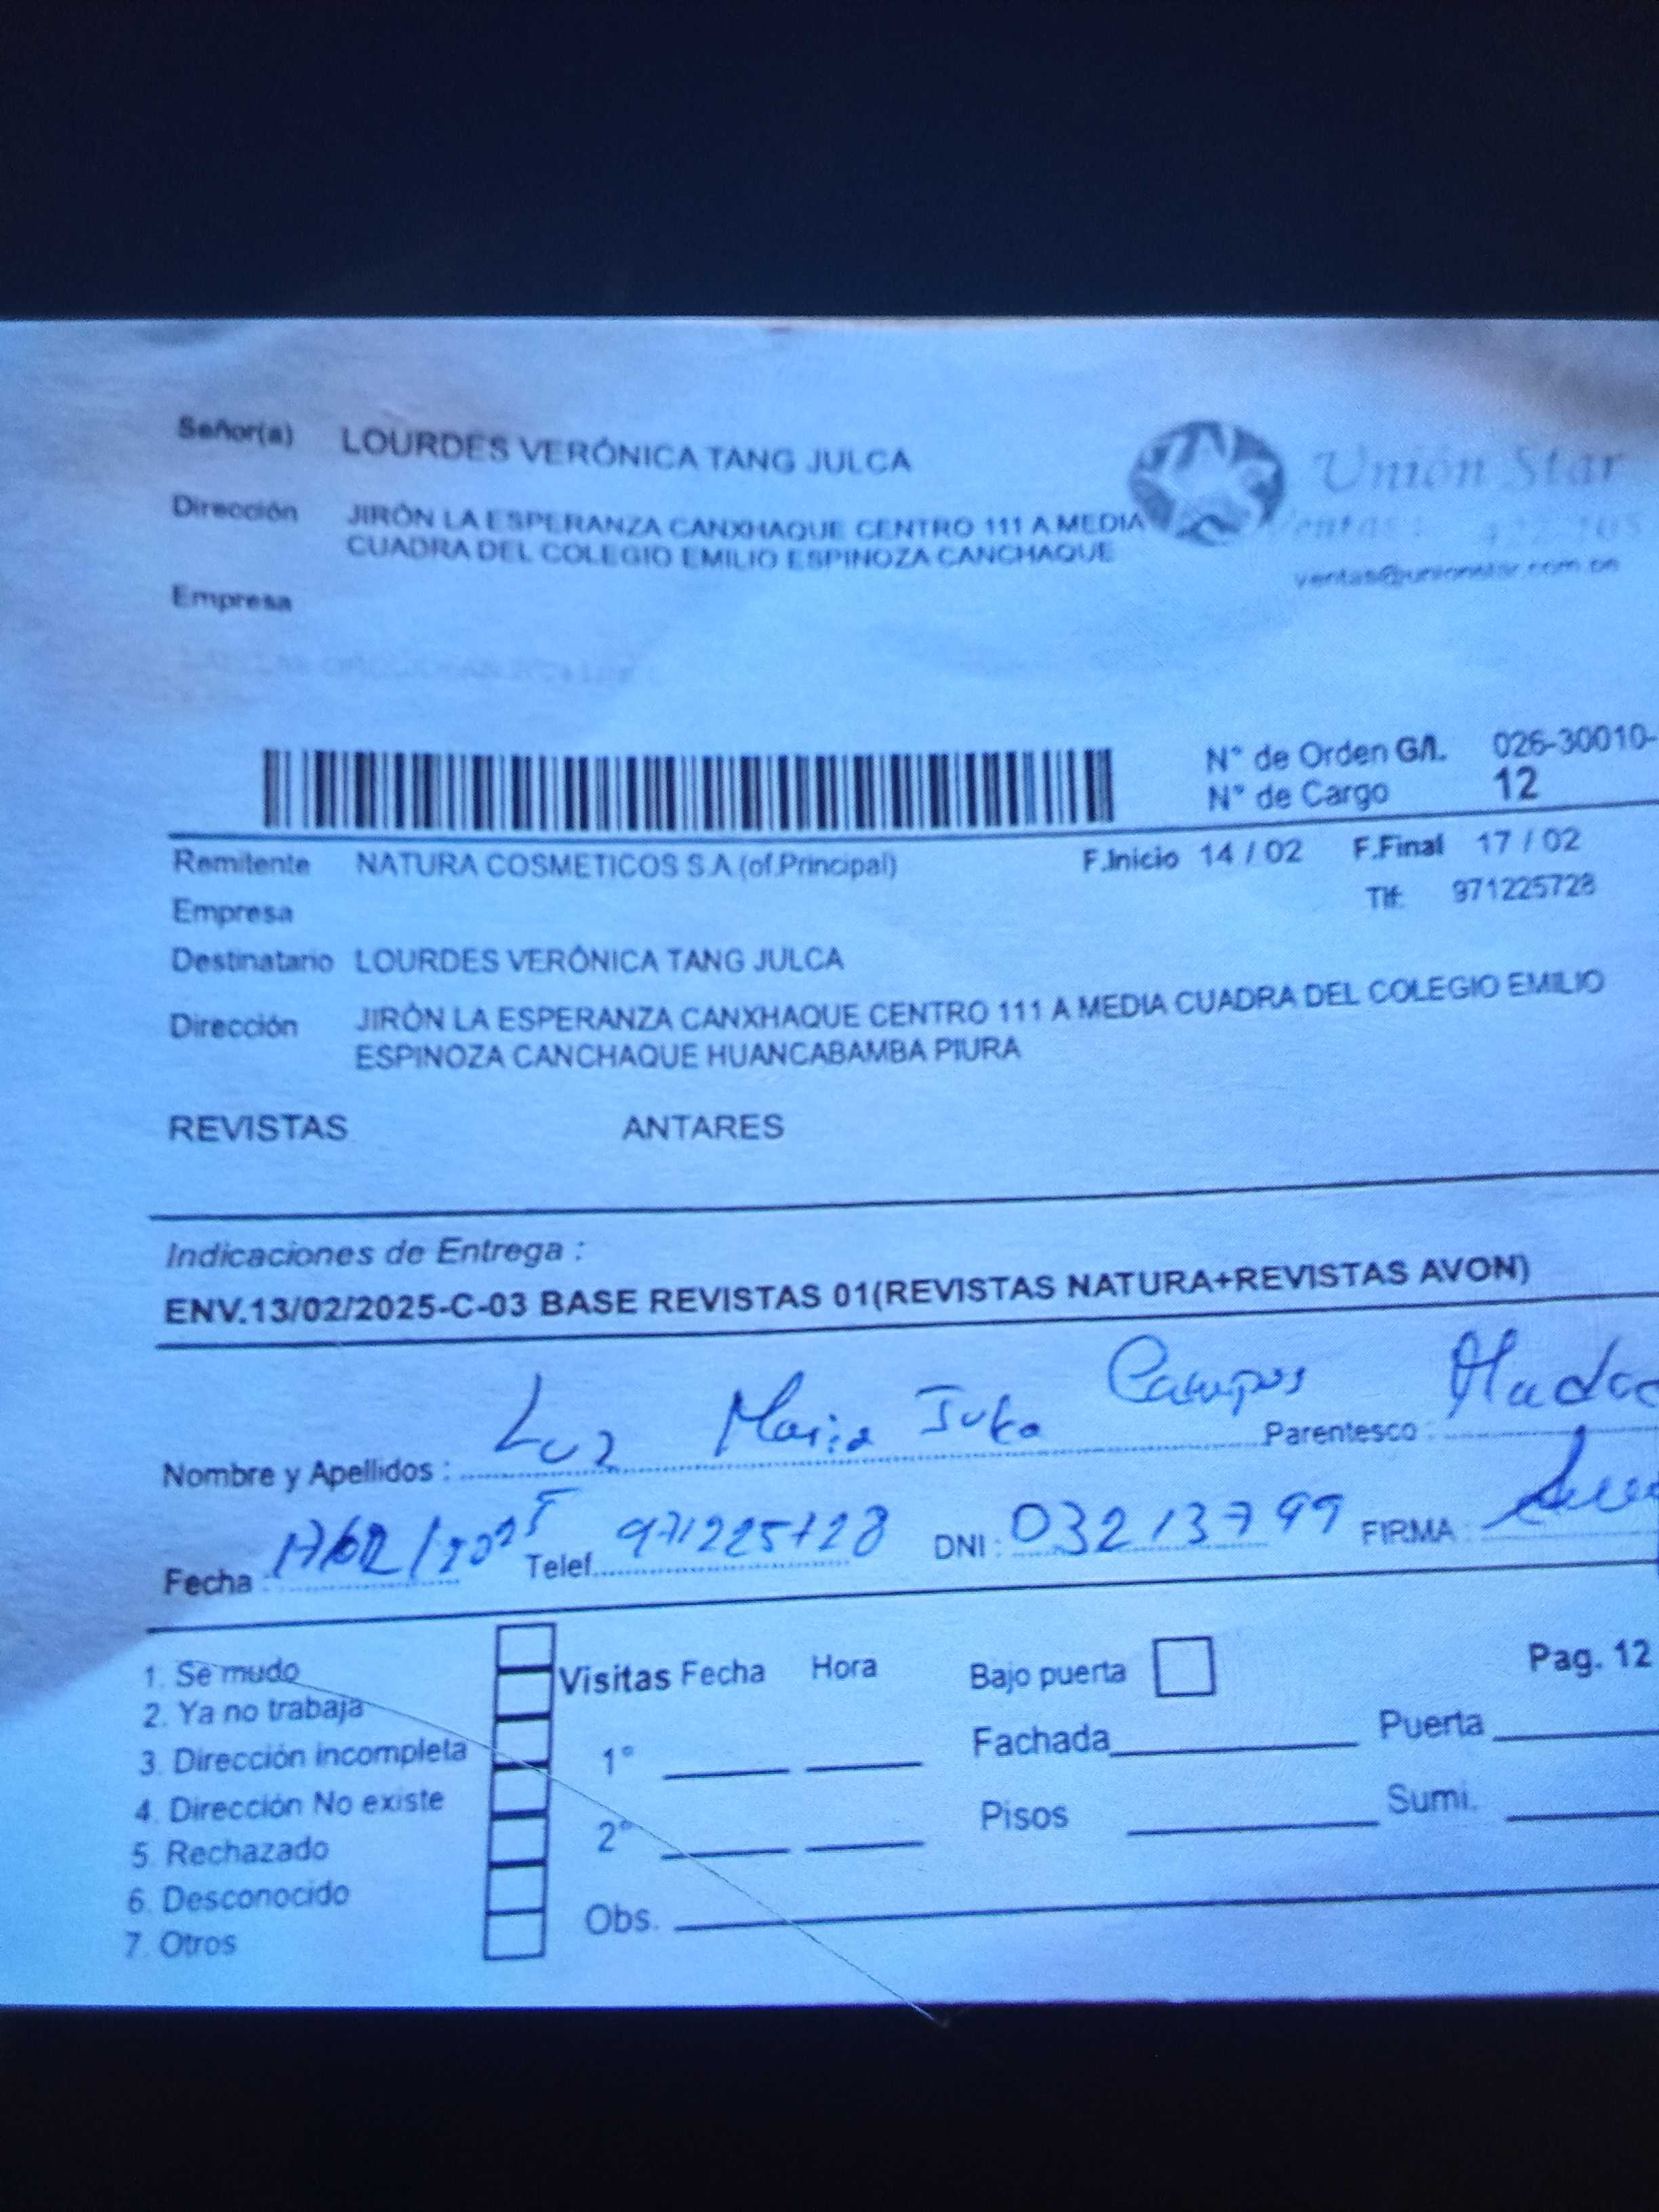 Señor(a) LOURDES VERÓNICA TANG JULCA
Unión Star
Dirección JIRÓN LA ESPERANZA CANXHAQUE CENTRO 111 A MEDIA
CUADRA DEL COLEGIO EMILIO ESPINOZA CANCHAQUE
Ventas:
Empresa
N° de Orden G/I. 026-30010-
N° de Cargo 12
Remitente NATURA COSMETICOS S.A.(of.Principal) F.Inicio 14 / 02 F.Final 17 / 02
Empresa Tlf: 971225728
Destinatario LOURDES VERÓNICA TANG JULCA
Dirección JIRÓN LA ESPERANZA CANXHAQUE CENTRO 111 A MEDIA CUADRA DEL COLEGIO EMILIO
ESPINOZA CANCHAQUE HUANCABAMBA PIURA
REVISTAS ANTARES
Indicaciones de Entrega :
ENV.13/02/2025-C-03 BASE REVISTAS 01(REVISTAS NATURA+REVISTAS AVON)
Nombre y Apellidos : Luz Maria Campos Parentesco :
Fecha : 17/02/2025 Telef. 971225728 DNI : 03213799 FIRMA :
1. Se mudo
2. Ya no trabaja
3. Dirección incompleta
4. Dirección No existe
5. Rechazado
6. Desconocido
7. Otros
Visitas Fecha Hora
1°
2°
Obs.
Bajo puerta Pag. 12
Fachada Puerta
Pisos Sumi.